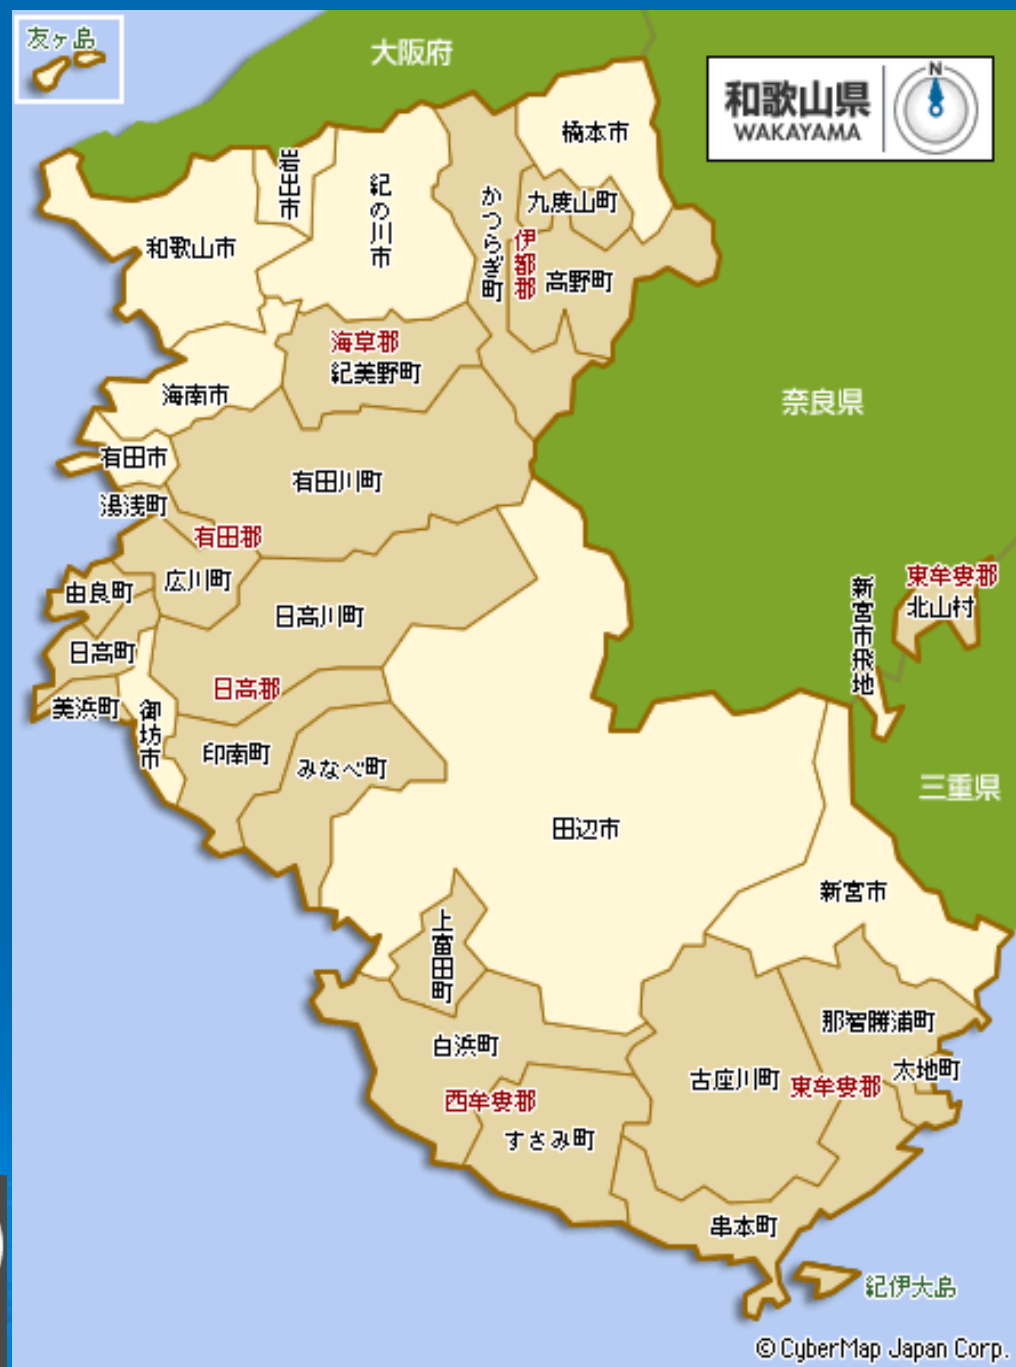 友ヶ島
大阪府
和歌山県
WAKAYAMA
N
橋本市
岩出市
紀の川市
かつらぎ町
九度山町
伊都郡
高野町
和歌山市
海草郡
紀美野町
海南市
奈良県
有田市
有田川町
湯浅町
有田郡
広川町
由良町
日高川町
東牟婁郡
北山村
新宮市飛地
日高町
日高郡
美浜町
御坊市
印南町
みなべ町
三重県
田辺市
新宮市
上富田町
那智勝浦町
白浜町
太地町
古座川町
東牟婁郡
西牟婁郡
すさみ町
串本町
紀伊大島
© CyberMap Japan Corp.